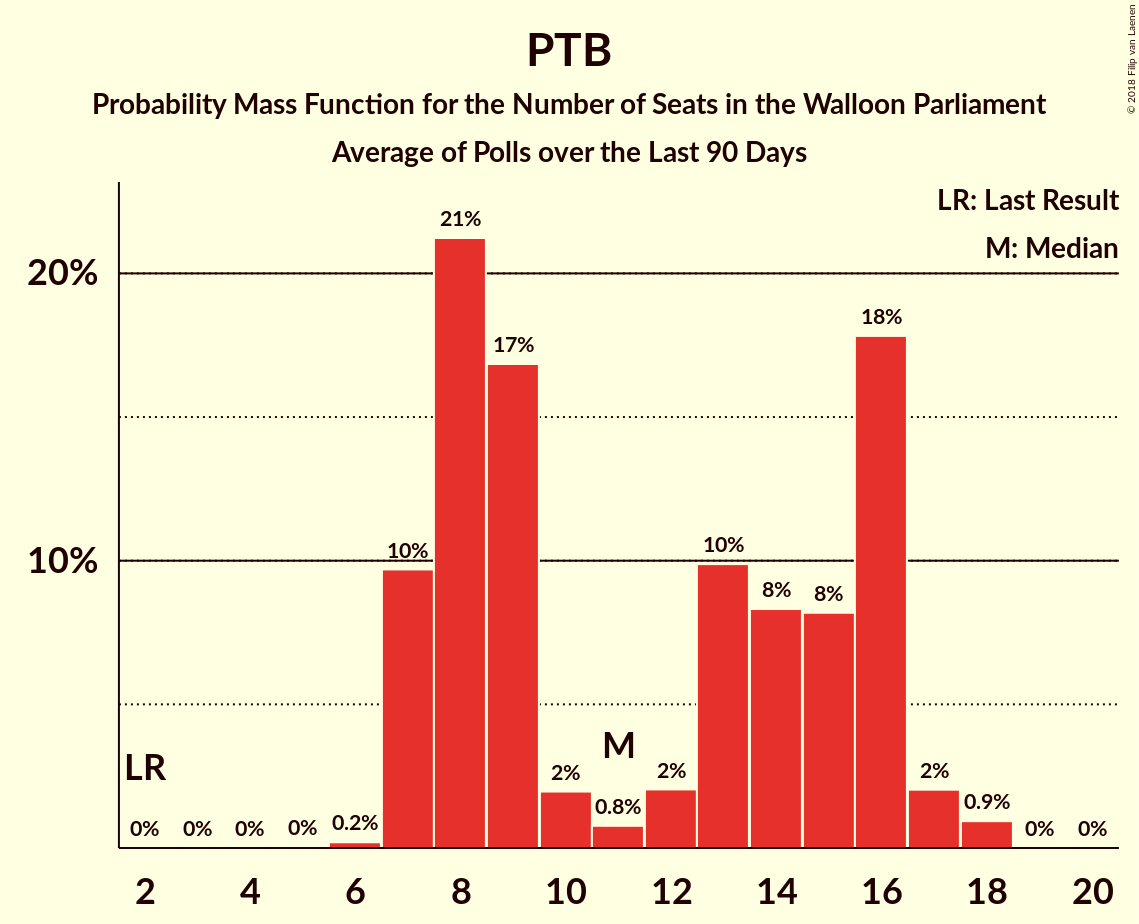 PTB
Probability Mass Function for the Number of Seats in the Walloon Parliament
Average of Polls over the Last 90 Days
© 2018 Filip van Laenen
LR: Last Result
M: Median
20%
10%
LR
M
0%
0%
0%
0%
0.2%
10%
21%
17%
2%
0.8%
2%
10%
8%
8%
18%
2%
0.9%
0%
0%
2 4 6 8 10 12 14 16 18 20